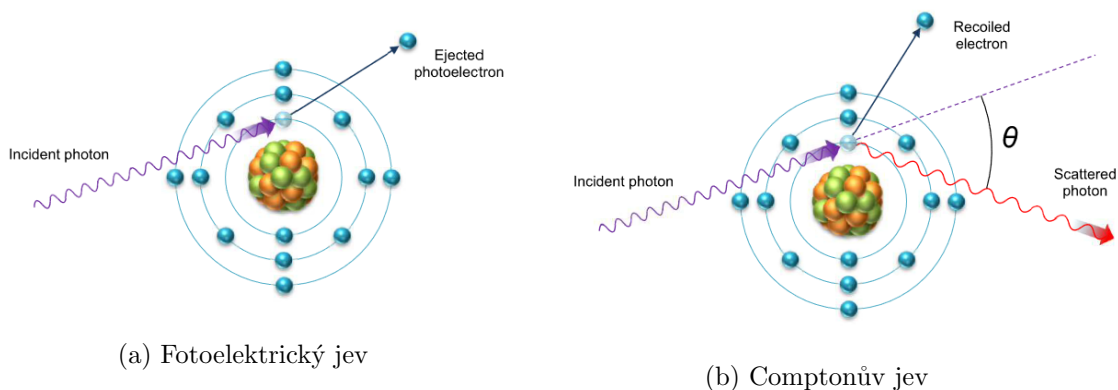 Ejected
photoelectron
Incident photon
(a) Fotoelektrický jev
Recoiled
electron
θ
Incident photon
Scattered
photon
(b) Comptonův jev